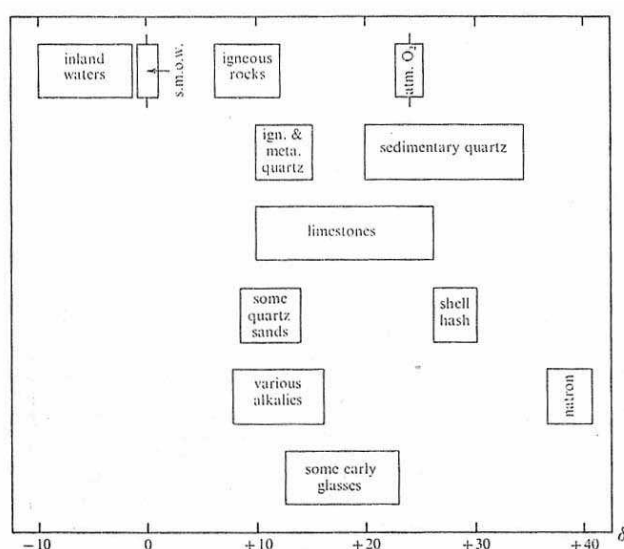 inland
waters
s.m.o.w.
igneous
rocks
atm. O₂
ign. &
meta.
quartz
sedimentary quartz
limestones
some
quartz
sands
shell
hash
various
alkalies
natron
some early
glasses
−10 0 +10 +20 +30 +40 δ